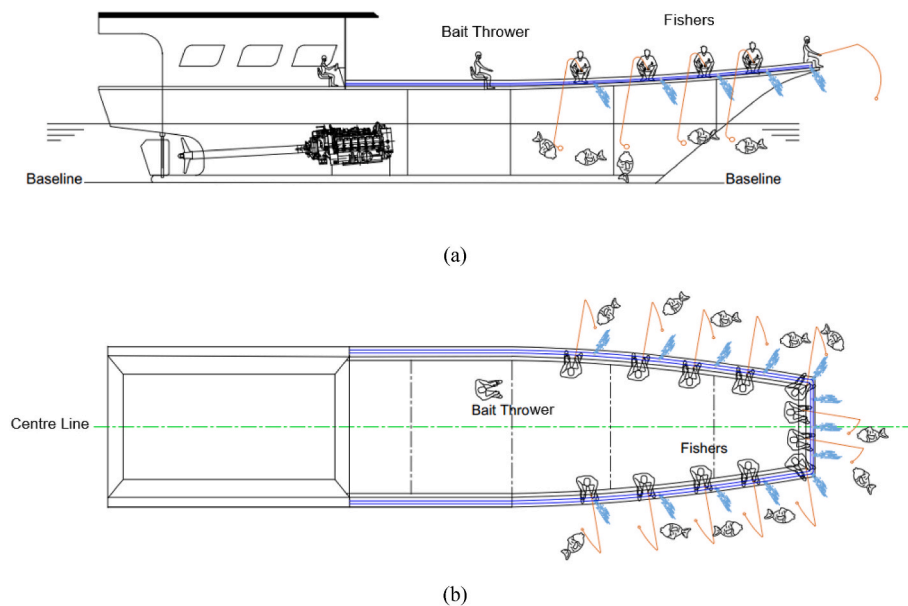 Fishers
Bait Thrower
Baseline
Baseline
(a)
Bait Thrower
Centre Line
Fishers
(b)